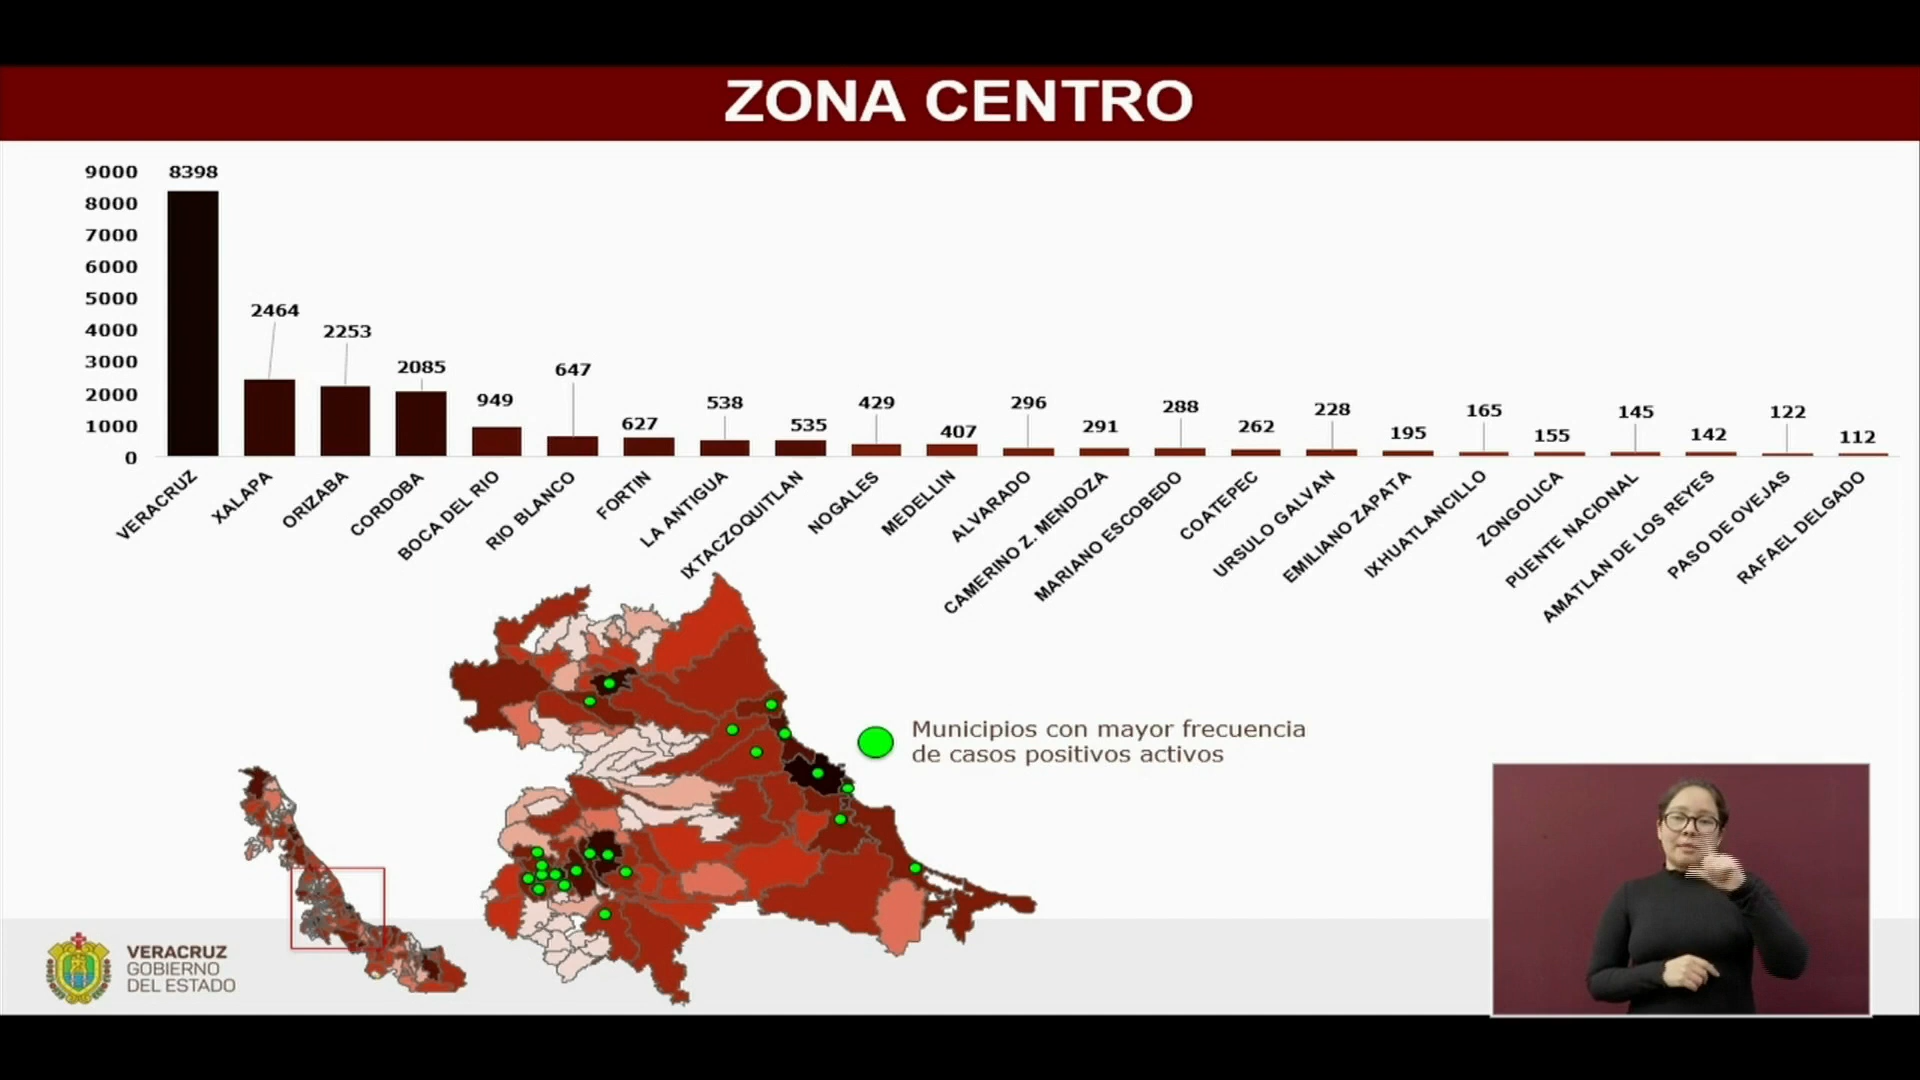 ZONA CENTRO
9000
8000
7000
6000
5000
4000
3000
2000
1000
0
8398
2464
2253
2085
949
647
627
538
535
429
407
296
291
288
262
228
195
165
155
145
142
122
112
VERACRUZ
XALAPA
ORIZABA
CORDOBA
BOCA DEL RIO
RIO BLANCO
FORTIN
LA ANTIGUA
IXTACZOQUITLAN
NOGALES
MEDELLIN
ALVARADO
CAMERINO Z. MENDOZA
MARIANO ESCOBEDO
COATEPEC
URSULO GALVAN
EMILIANO ZAPATA
IXHUATLANCILLO
ZONGOLICA
PUENTE NACIONAL
AMATLAN DE LOS REYES
PASO DE OVEJAS
RAFAEL DELGADO
Municipios con mayor frecuencia
de casos positivos activos
VERACRUZ
GOBIERNO
DEL ESTADO